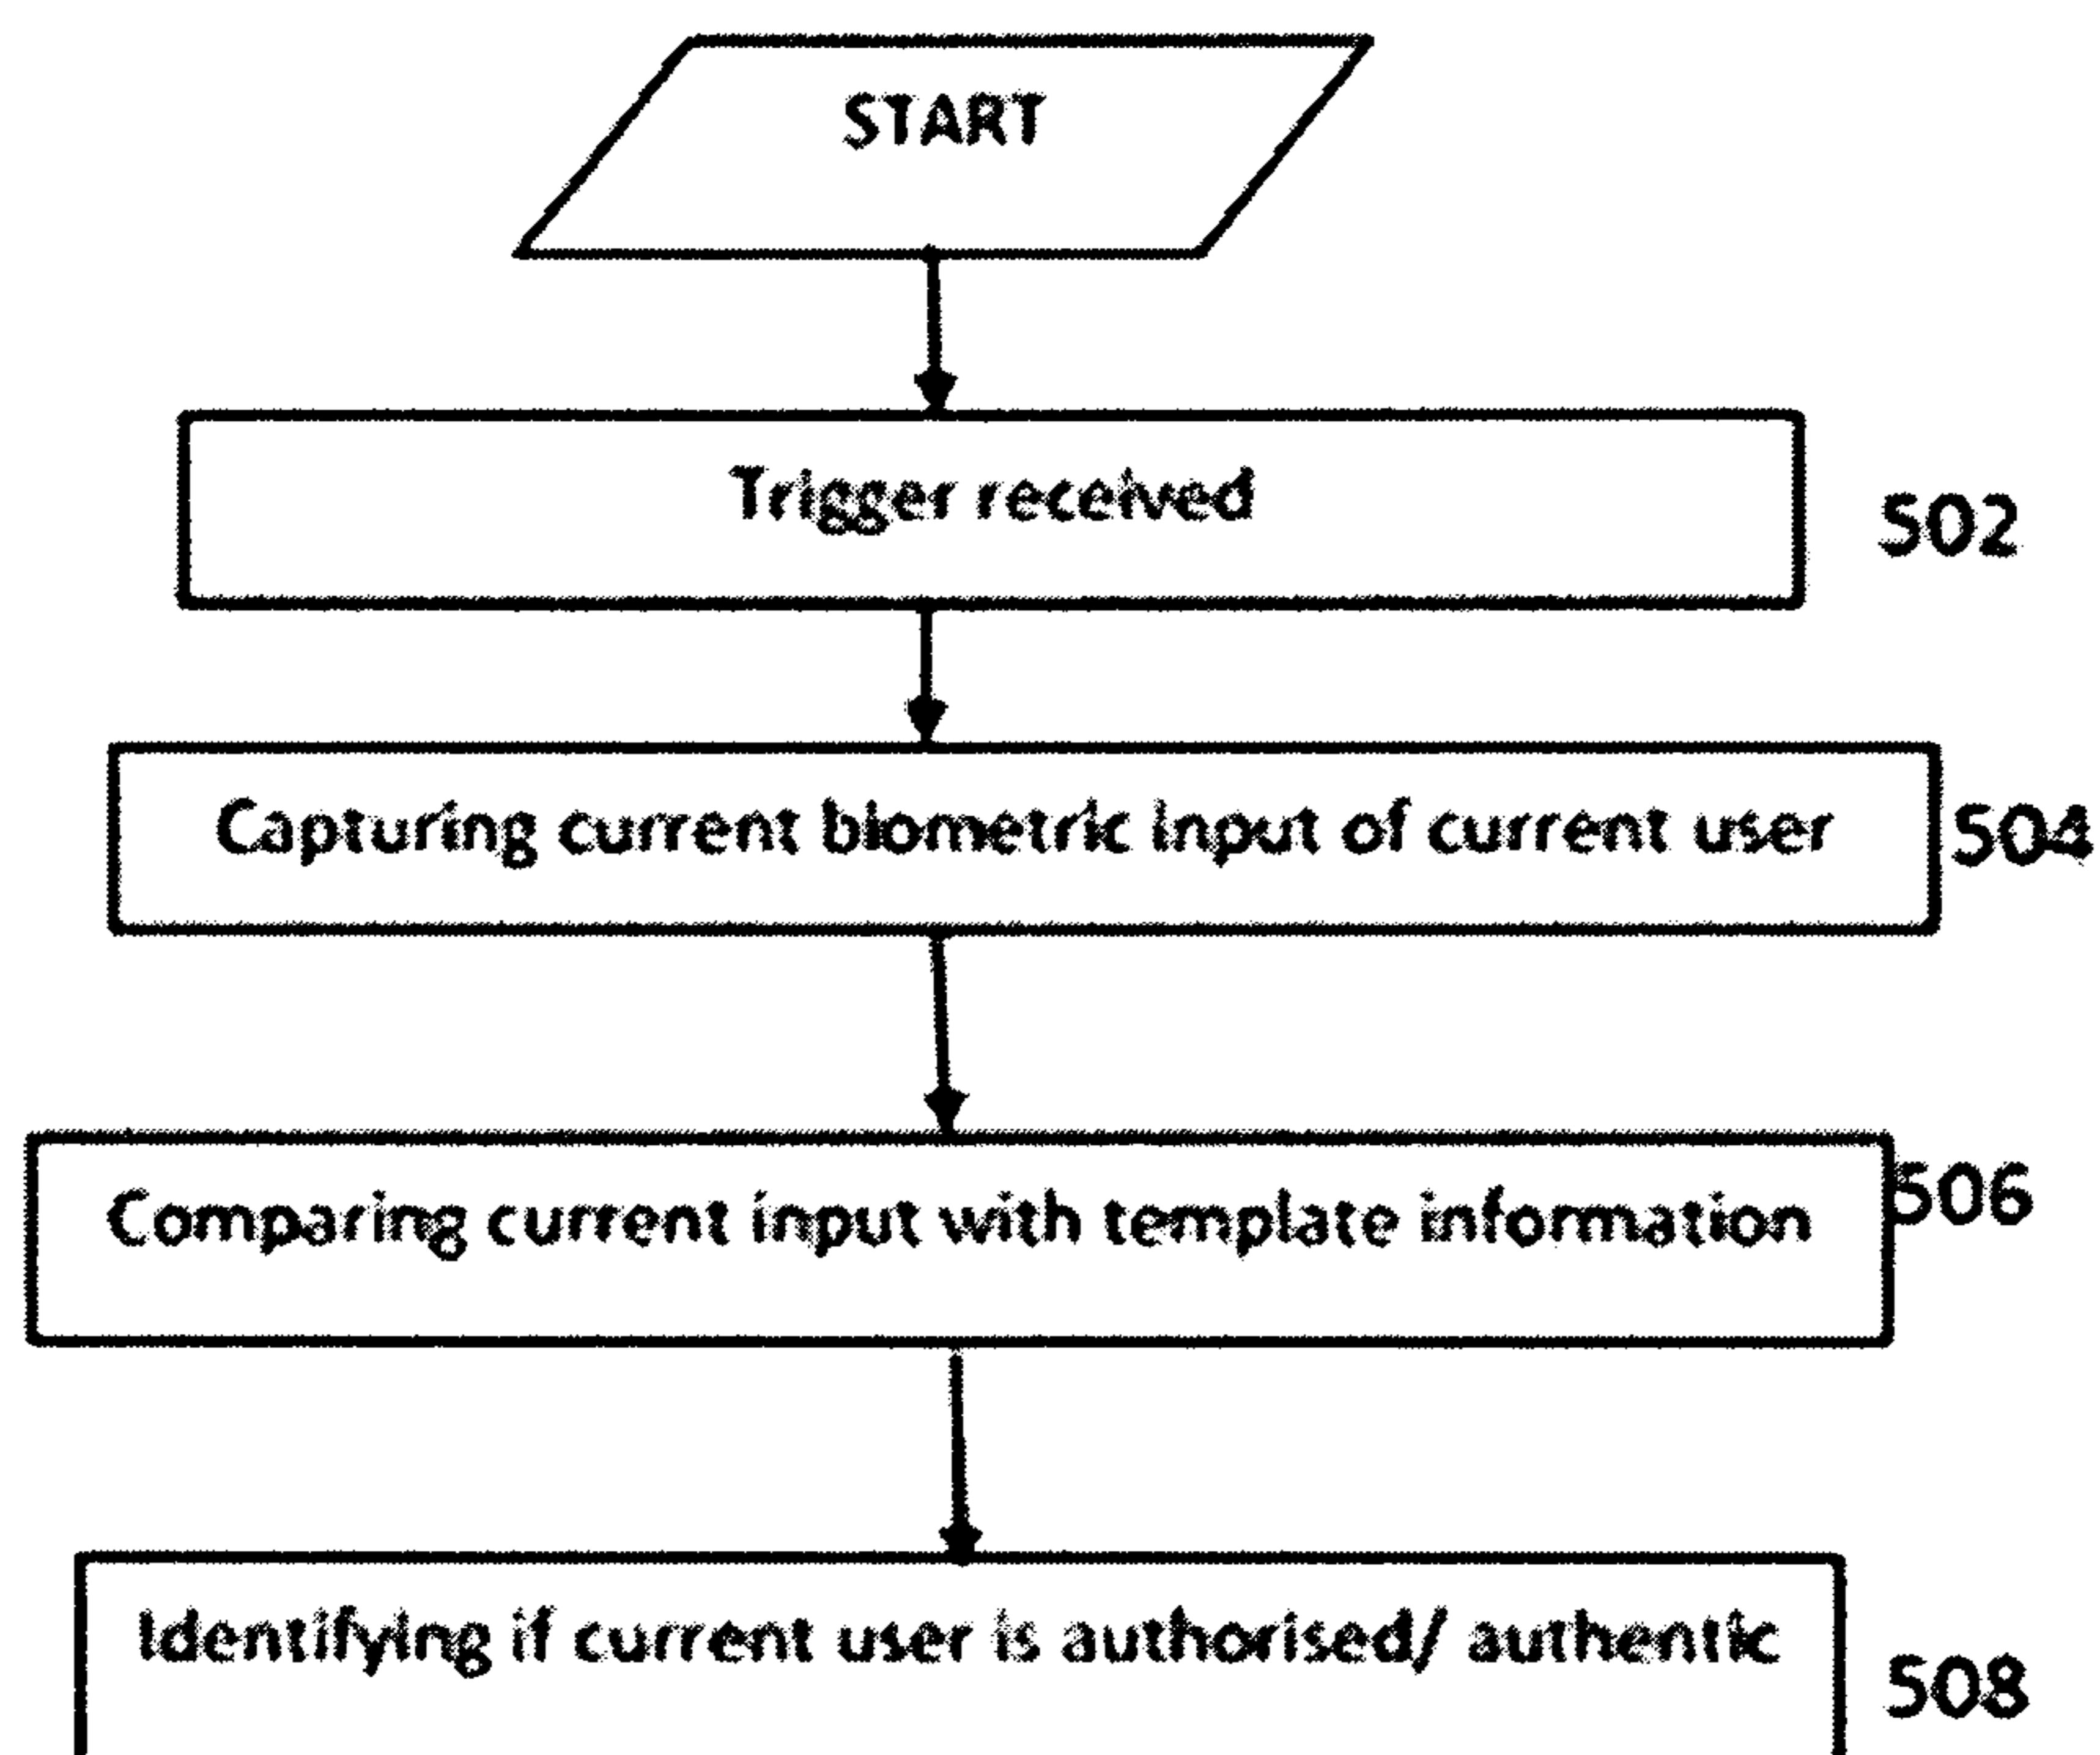 START
Trigger received
502
Capturing current biometric input of current user
504
Comparing current input with template information
506
Identifying if current user is authorised/ authentic
508